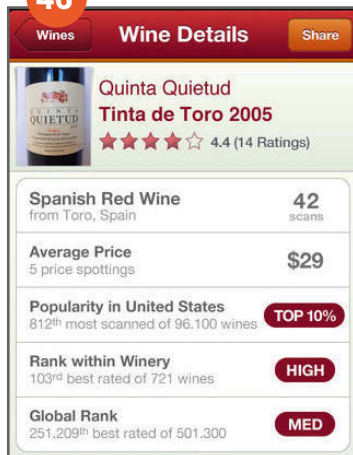 46
Wines
Wine Details
Share
QUINTA
QUIETUD
Quinta Quietud
Tinta de Toro 2005
4.4 (14 Ratings)
Spanish Red Wine
from Toro, Spain
42
scans
Average Price
5 price spottings
$29
Popularity in United States
812th most scanned of 96.100 wines
TOP 10%
Rank within Winery
103rd best rated of 721 wines
HIGH
Global Rank
251.209th best rated of 501.300
MED